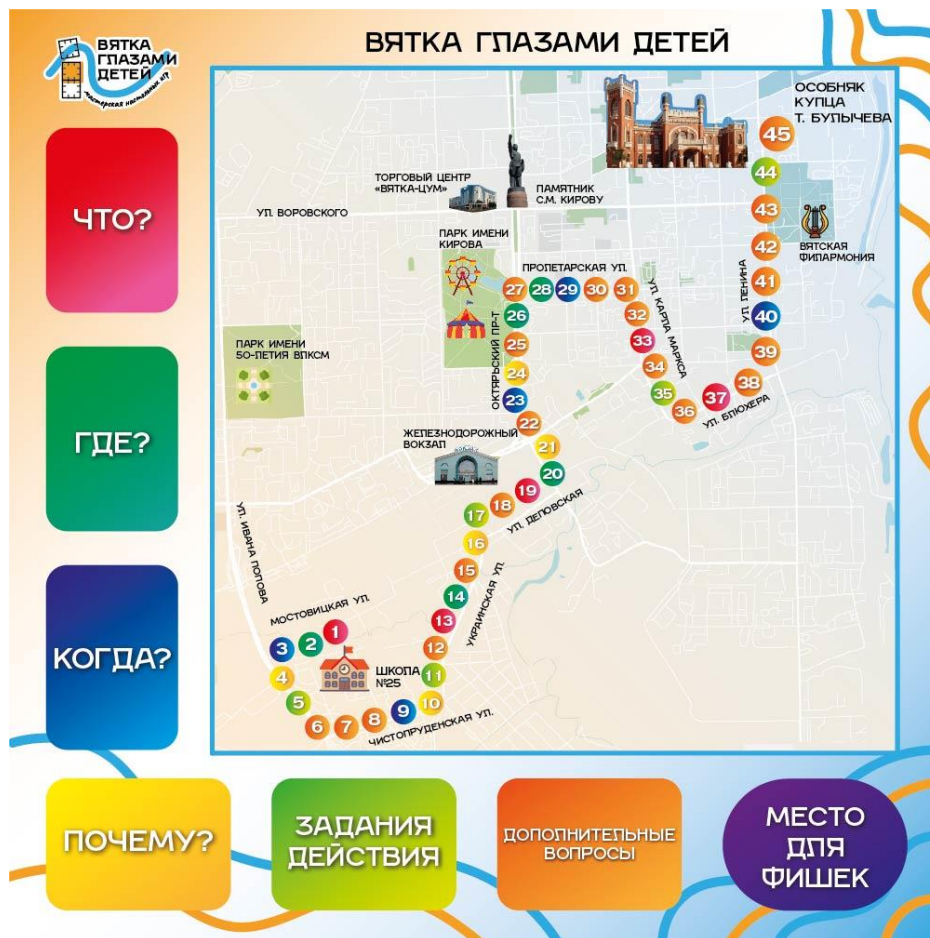 ВЯТКА
ГЛАЗАМИ
ДЕТЕЙ
мастерская настольных игр
ВЯТКА ГЛАЗАМИ ДЕТЕЙ
ЧТО?
ГДЕ?
КОГДА?
ОСОБНЯК
КУПЦА
Т. БУЛЫЧЕВА
45
44
43
42
41
40
39
38
37
36
35
34
33
32
31
30
29
28
27
26
25
24
23
22
21
20
19
18
17
16
15
14
13
12
11
10
9
8
7
6
5
4
3
2
1
ТОРГОВЫЙ ЦЕНТР
«ВЯТКА-ЦУМ»
ПАМЯТНИК
С.М. КИРОВУ
УЛ. ВОРОВСКОГО
ПАРК ИМЕНИ
КИРОВА
ВЯТСКАЯ
ФИЛАРМОНИЯ
ПРОЛЕТАРСКАЯ УЛ.
УЛ. КАРЛА МАРКСА
УЛ. ЛЕНИНА
ОКТЯБРЬСКИЙ ПР-Т
ПАРК ИМЕНИ
50-ЛЕТИЯ ВЛКСМ
УЛ. БЛЮХЕРА
ЖЕЛЕЗНОДОРОЖНЫЙ
ВОКЗАЛ
ВОКЗАЛ
УЛ. ДЕПОВСКАЯ
УЛ. ИВАНА ПОПОВА
УКРАИНСКАЯ УЛ.
МОСТОВИЦКАЯ УЛ.
ШКОЛА
№25
ЧИСТОПРУДЕНСКАЯ УЛ.
ПОЧЕМУ?
ЗАДАНИЯ
ДЕЙСТВИЯ
ДОПОЛНИТЕЛЬНЫЕ
ВОПРОСЫ
МЕСТО
ДЛЯ
ФИШЕК